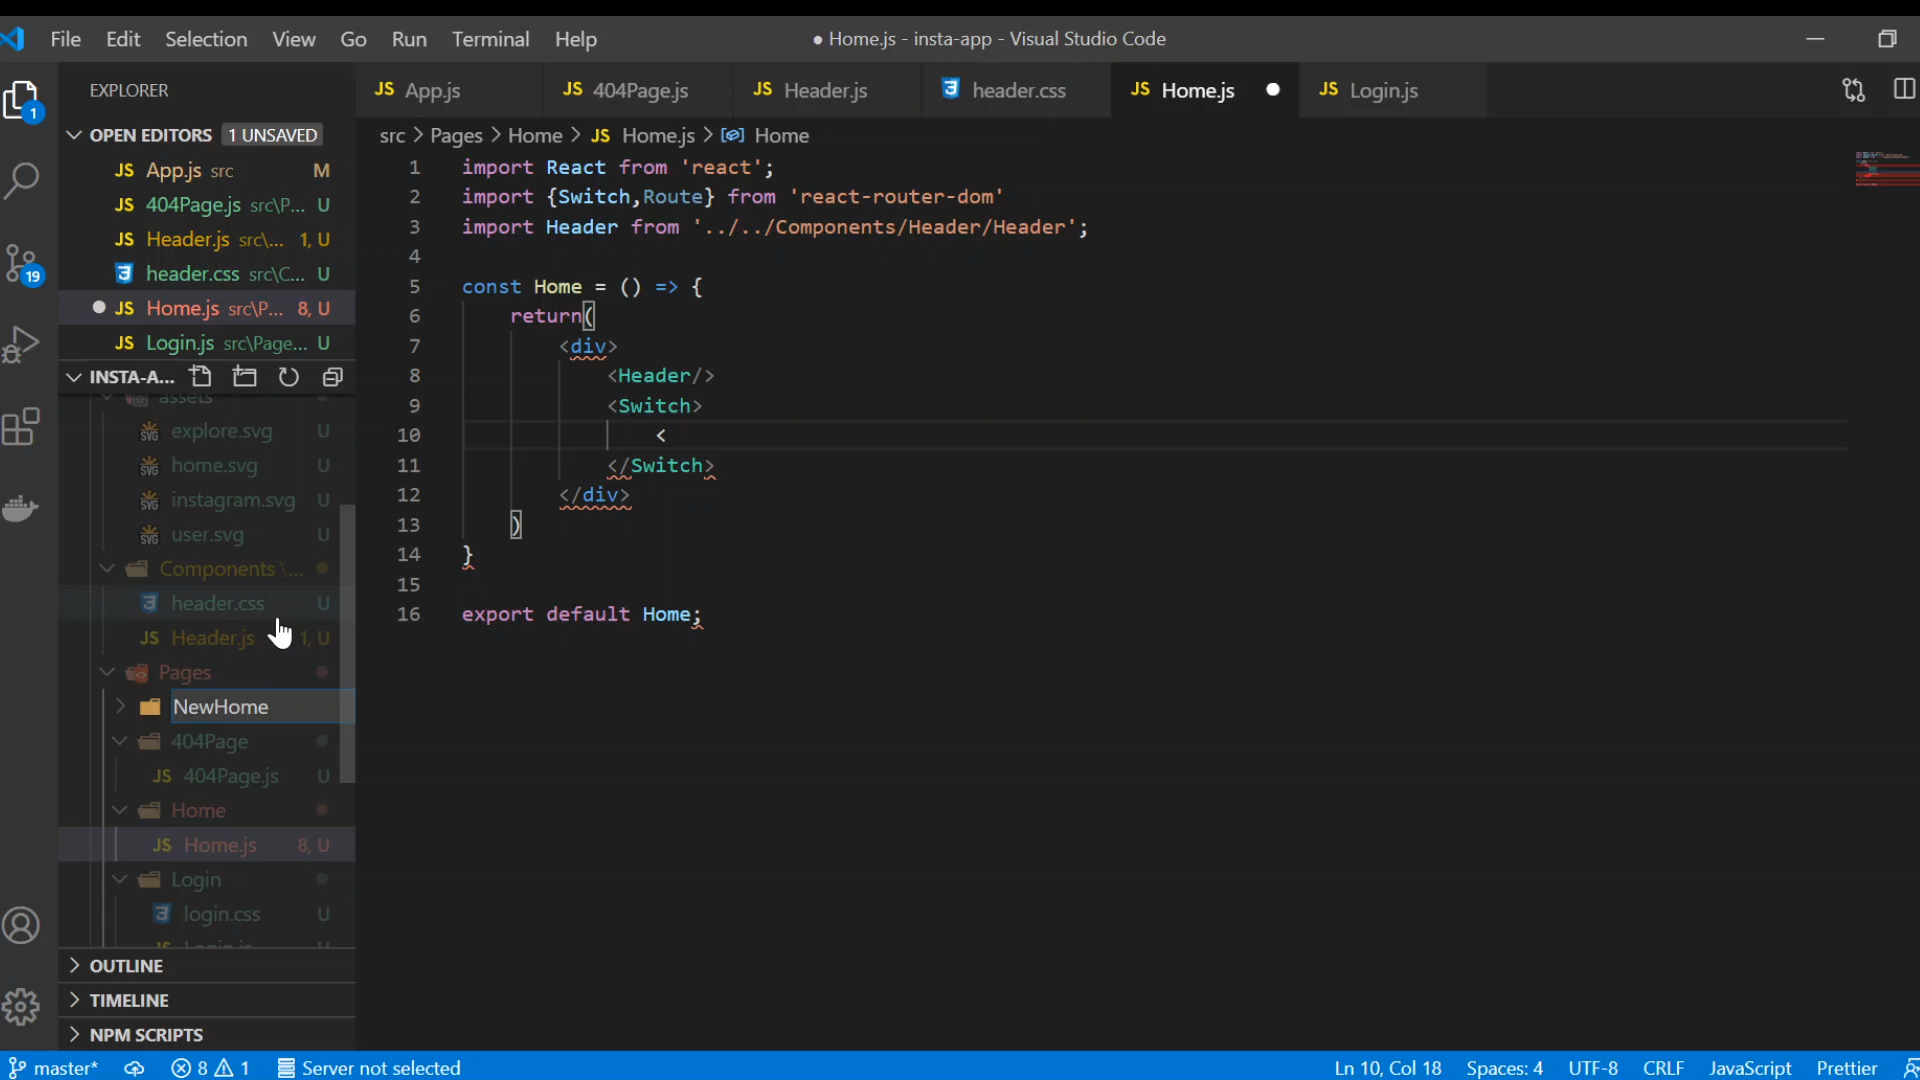 File Edit Selection View Go Run Terminal Help
● Home.js - insta-app - Visual Studio Code
EXPLORER
OPEN EDITORS 1 UNSAVED
JS App.js src M
JS 404Page.js src\P... U
JS Header.js src\... 1, U
header.css src\C... U
JS Home.js src\P... 8, U
JS Login.js src\Page... U
INSTA-A...
assets
explore.svg U
home.svg U
instagram.svg U
user.svg U
Components \...
header.css U
JS Header.js 1, U
Pages
NewHome
404Page
JS 404Page.js U
Home
JS Home.js 8, U
Login
login.css U
JS Login.js U
OUTLINE
TIMELINE
NPM SCRIPTS
1
19
JS App.js JS 404Page.js JS Header.js header.css JS Home.js JS Login.js
src > Pages > Home > JS Home.js > Home
1 import React from 'react';
2 import {Switch,Route} from 'react-router-dom'
3 import Header from '../../Components/Header/Header';
4
5 const Home = () => {
6 return(
7 <div>
8 <Header/>
9 <Switch>
10 <
11 </Switch>
12 </div>
13 )
14 }
15
16 export default Home;
master* 8 1 Server not selected Ln 10, Col 18 Spaces: 4 UTF-8 CRLF JavaScript Prettier